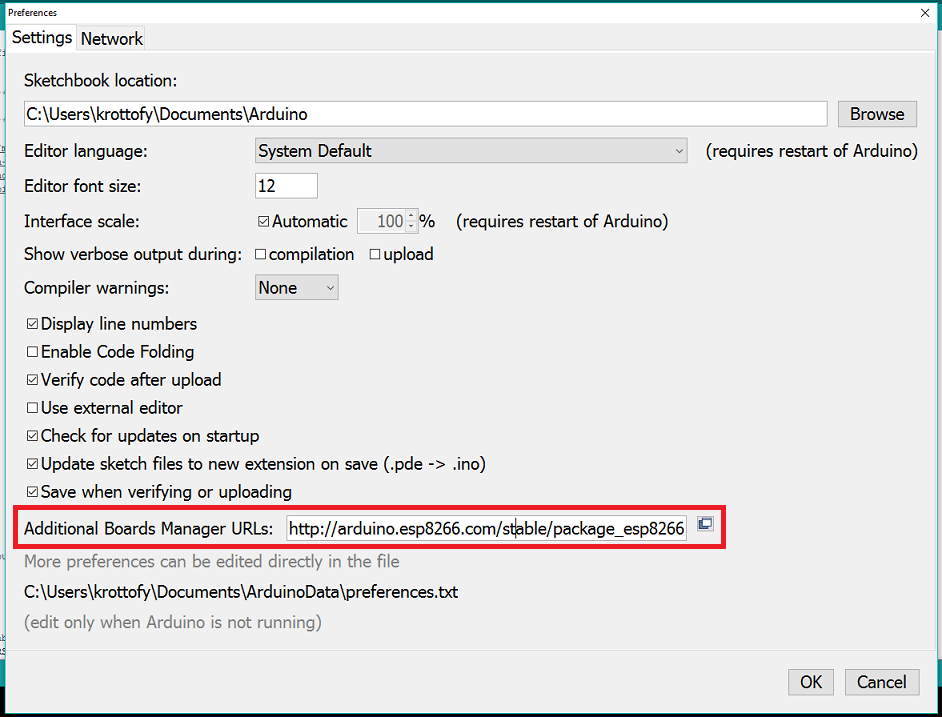 Preferences
Settings Network
Sketchbook location:
C:\Users\krottofy\Documents\Arduino Browse
Editor language: System Default (requires restart of Arduino)
Editor font size: 12
Interface scale: Automatic 100 % (requires restart of Arduino)
Show verbose output during: compilation upload
Compiler warnings: None
Display line numbers
Enable Code Folding
Verify code after upload
Use external editor
Check for updates on startup
Update sketch files to new extension on save (.pde -> .ino)
Save when verifying or uploading
Additional Boards Manager URLs: http://arduino.esp8266.com/stable/package_esp8266
More preferences can be edited directly in the file
C:\Users\krottofy\Documents\ArduinoData\preferences.txt
(edit only when Arduino is not running)
OK Cancel